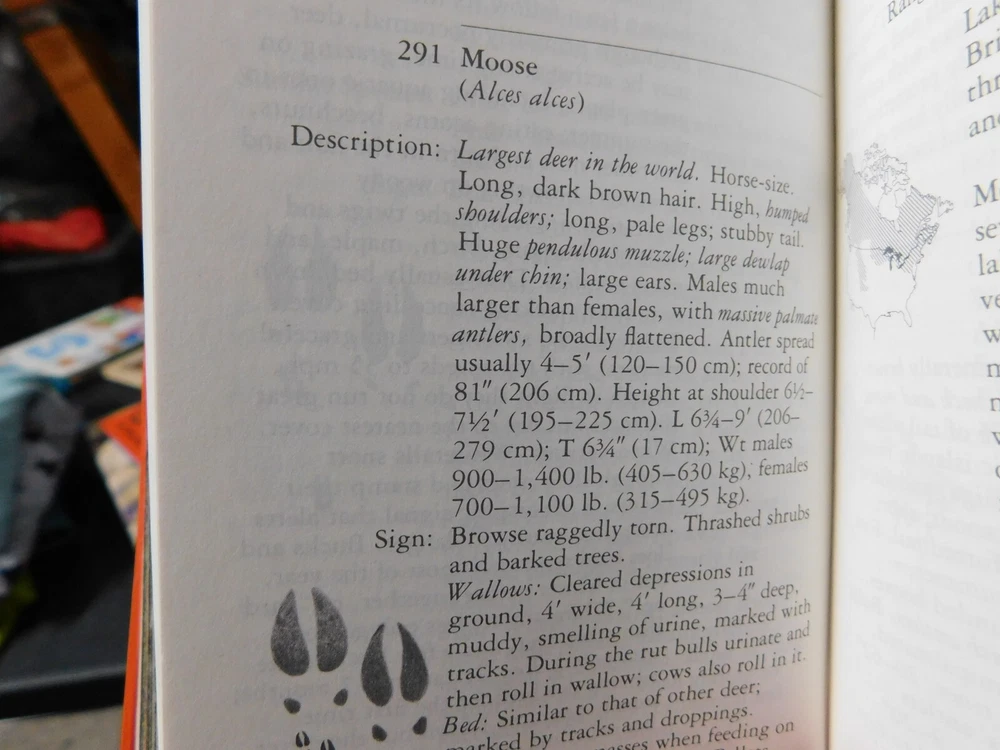 291 Moose
(Alces alces)
Description: Largest deer in the world. Horse-size.
Long, dark brown hair. High, humped
shoulders; long, pale legs; stubby tail.
Huge pendulous muzzle; large dewlap
under chin; large ears. Males much
larger than females, with massive palmate
antlers, broadly flattened. Antler spread
usually 4–5′ (120–150 cm); record of
81″ (206 cm). Height at shoulder 6½–
7½′ (195–225 cm). L 6¾–9′ (206–
279 cm); T 6¾″ (17 cm); Wt males
900–1,400 lb. (405–630 kg), females
700–1,100 lb. (315–495 kg).
Sign: Browse raggedly torn. Thrashed shrubs
and barked trees.
Wallows: Cleared depressions in
ground, 4′ wide, 4′ long, 3–4″ deep,
muddy, smelling of urine, marked with
tracks. During the rut bulls urinate and
then roll in wallow; cows also roll in it.
Bed: Similar to that of other deer;
marked by tracks and droppings.
when feeding on